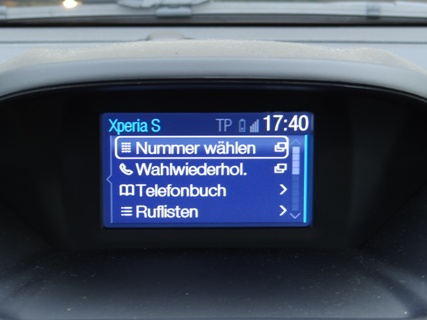 Xperia S TP 17:40
Nummer wählen
Wahlwiederhol.
Telefonbuch
Ruflisten